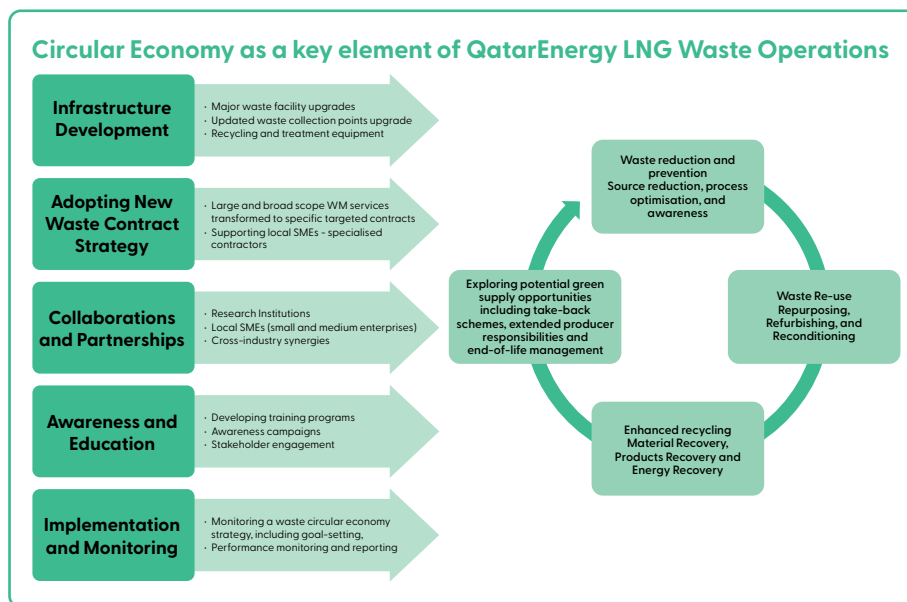 Circular Economy as a key element of QatarEnergy LNG Waste Operations
Infrastructure
Development
· Major waste facility upgrades
· Updated waste collection points upgrade
· Recycling and treatment equipment
Adopting New
Waste Contract
Strategy
· Large and broad scope WM services
transformed to specific targeted contracts
· Supporting local SMEs - specialised
contractors
Collaborations
and Partnerships
· Research Institutions
· Local SMEs (small and medium enterprises)
· Cross-industry synergies
Awareness and
Education
· Developing training programs
· Awareness campaigns
· Stakeholder engagement
Implementation
and Monitoring
· Monitoring a waste circular economy
strategy, including goal-setting,
· Performance monitoring and reporting
Waste reduction and
prevention
Source reduction, process
optimisation, and
awareness
Waste Re-use
Repurposing,
Refurbishing, and
Reconditioning
Enhanced recycling
Material Recovery,
Products Recovery and
Energy Recovery
Exploring potential green
supply opportunities
including take-back
schemes, extended producer
responsibilities and
end-of-life management